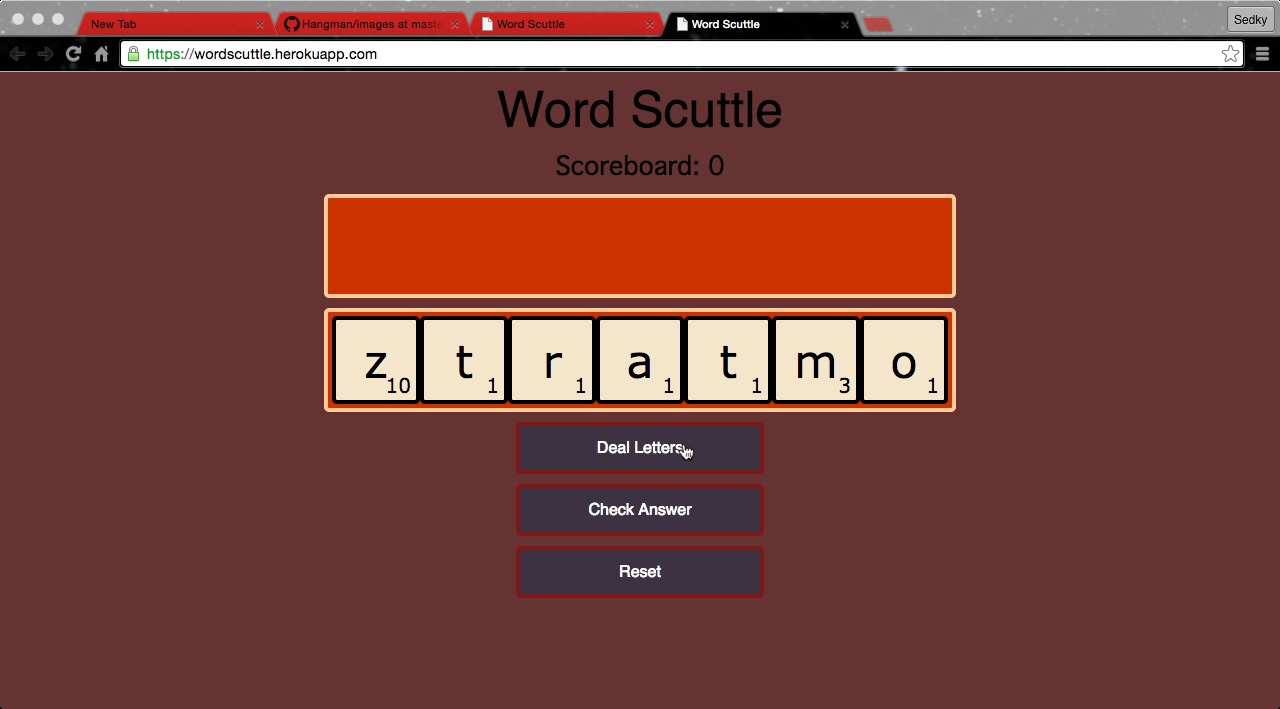 New Tab
Hangman/images at maste
Word Scuttle
Word Scuttle
Sedky
https://wordscuttle.herokuapp.com
Word Scuttle
Scoreboard: 0
z 10 t 1 r 1 a 1 t 1 m 3 o 1
Deal Letters
Check Answer
Reset